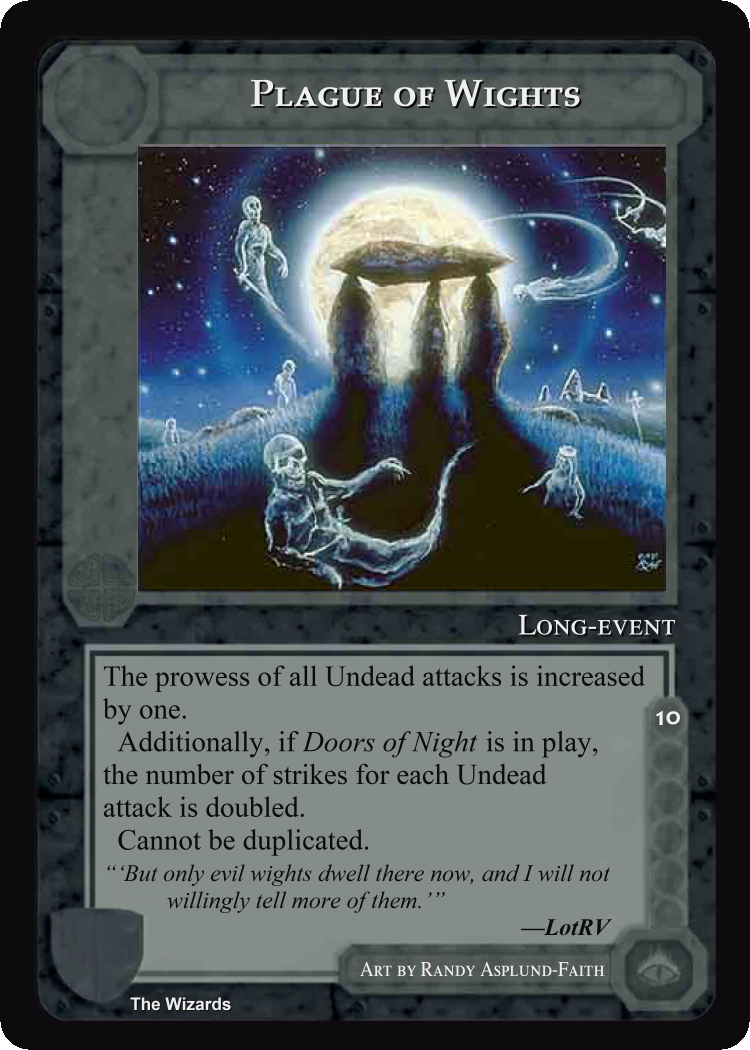 Plague of Wights
Long-event
The prowess of all Undead attacks is increased
by one.
Additionally, if Doors of Night is in play,
the number of strikes for each Undead
attack is doubled.
Cannot be duplicated.
"'But only evil wights dwell there now, and I will not
willingly tell more of them.'"
—LotRV
10
Art by Randy Asplund-Faith
The Wizards